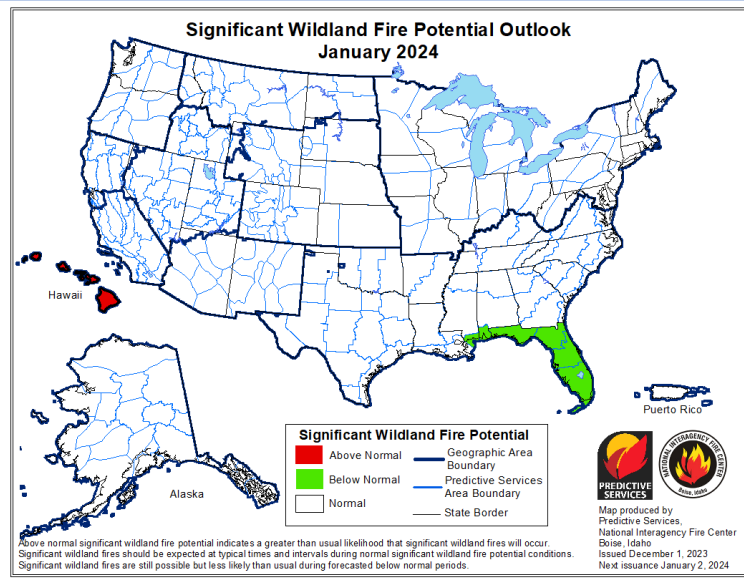 Significant Wildland Fire Potential Outlook
January 2024
Hawaii
Alaska
Puerto Rico
Significant Wildland Fire Potential
Above Normal
Below Normal
Normal
Geographic Area
Boundary
Predictive Services
Area Boundary
State Border
PREDICTIVE
SERVICES
NATIONAL INTERAGENCY FIRE CENTER
Boise, Idaho
Map produced by
Predictive Services,
National Interagency Fire Center
Boise, Idaho
Issued December 1, 2023
Next issuance January 2, 2024
Above normal significant wildland fire potential indicates a greater than usual likelihood that significant wildland fires will occur.
Significant wildland fires should be expected at typical times and intervals during normal significant wildland fire potential conditions.
Significant wildland fires are still possible but less likely than usual during forecasted below normal periods.